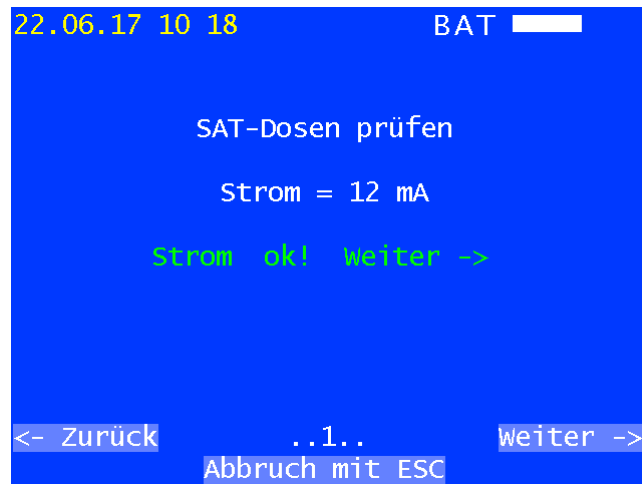 22.06.17 10 18 BAT
SAT-Dosen prüfen
Strom = 12 mA
Strom ok! Weiter ->
<- Zurück ..1.. Weiter ->
Abbruch mit ESC